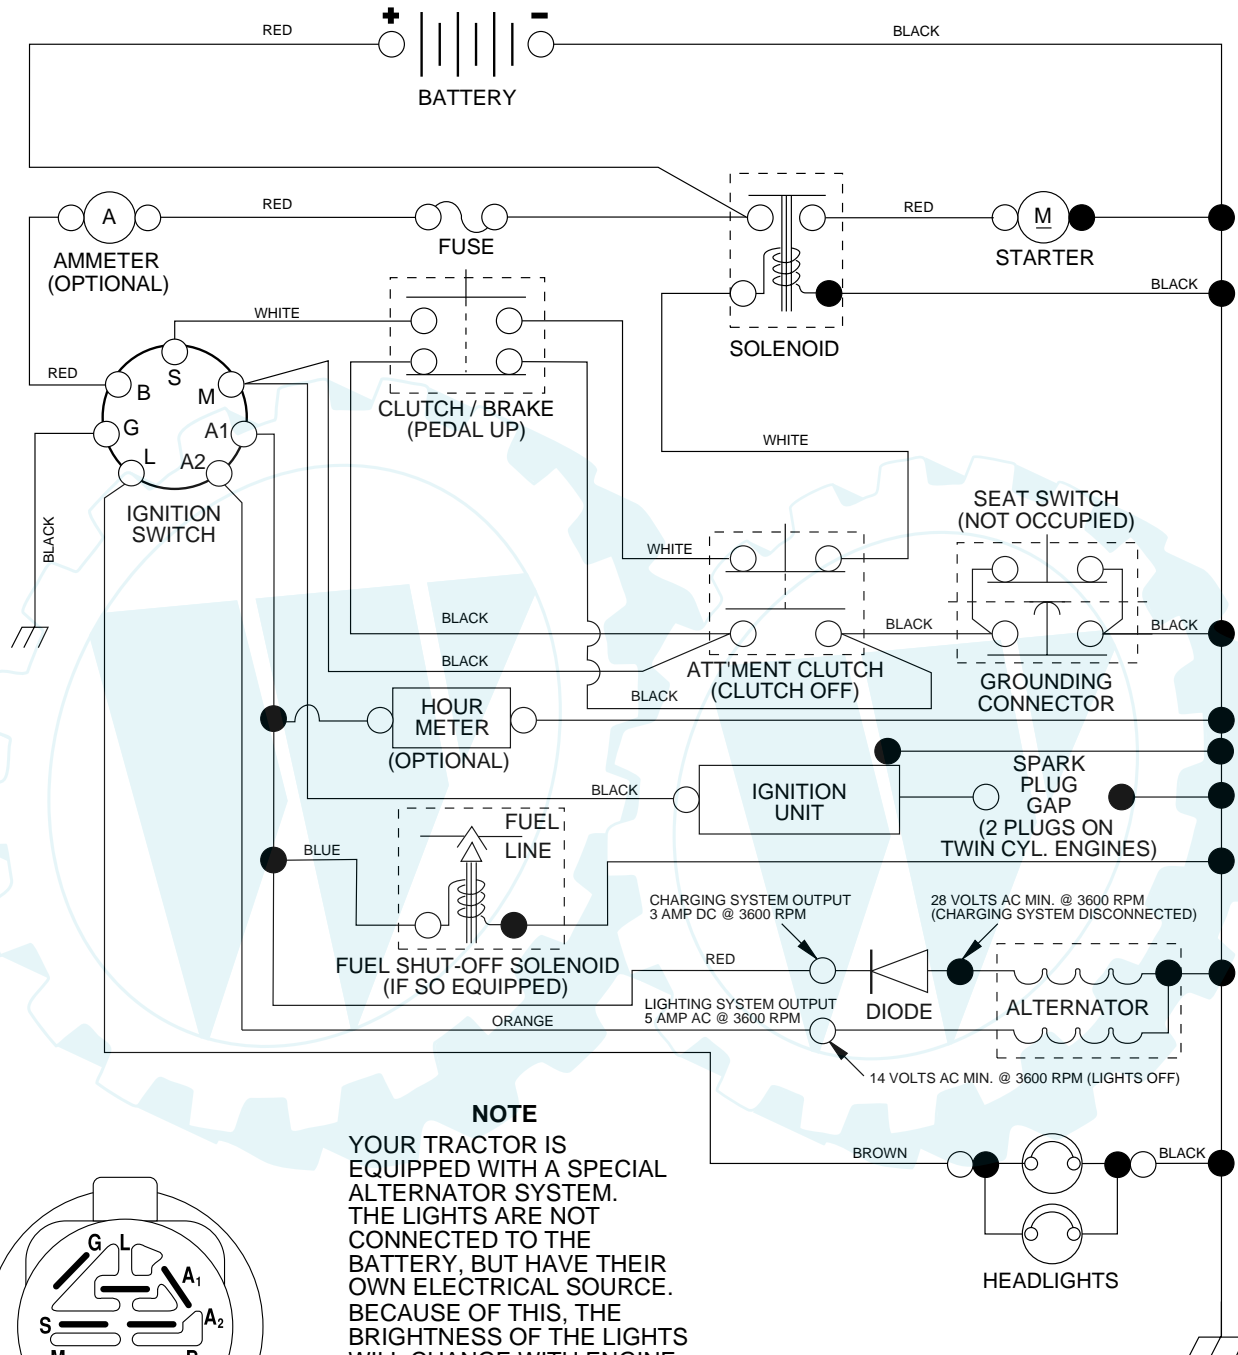 + -
RED
BLACK
BATTERY
A
RED
AMMETER
(OPTIONAL)
FUSE
RED
M
STARTER
BLACK
SOLENOID
WHITE
RED
S
B
M
G
A1
L
A2
IGNITION
SWITCH
BLACK
CLUTCH / BRAKE
(PEDAL UP)
WHITE
SEAT SWITCH
(NOT OCCUPIED)
WHITE
BLACK
BLACK
BLACK
BLACK
ATT'MENT CLUTCH
(CLUTCH OFF)
BLACK
GROUNDING
CONNECTOR
HOUR
METER
(OPTIONAL)
BLACK
IGNITION
UNIT
SPARK
PLUG
GAP
(2 PLUGS ON
TWIN CYL. ENGINES)
FUEL
LINE
BLUE
FUEL SHUT-OFF SOLENOID
(IF SO EQUIPPED)
CHARGING SYSTEM OUTPUT
3 AMP DC @ 3600 RPM
28 VOLTS AC MIN. @ 3600 RPM
(CHARGING SYSTEM DISCONNECTED)
RED
DIODE
ALTERNATOR
LIGHTING SYSTEM OUTPUT
5 AMP AC @ 3600 RPM
ORANGE
14 VOLTS AC MIN. @ 3600 RPM (LIGHTS OFF)
BROWN
BLACK
HEADLIGHTS
NOTE
YOUR TRACTOR IS
EQUIPPED WITH A SPECIAL
ALTERNATOR SYSTEM.
THE LIGHTS ARE NOT
CONNECTED TO THE
BATTERY, BUT HAVE THEIR
OWN ELECTRICAL SOURCE.
BECAUSE OF THIS, THE
BRIGHTNESS OF THE LIGHTS
WILL CHANGE WITH ENGINE
G L
A1
A2
S
M
B